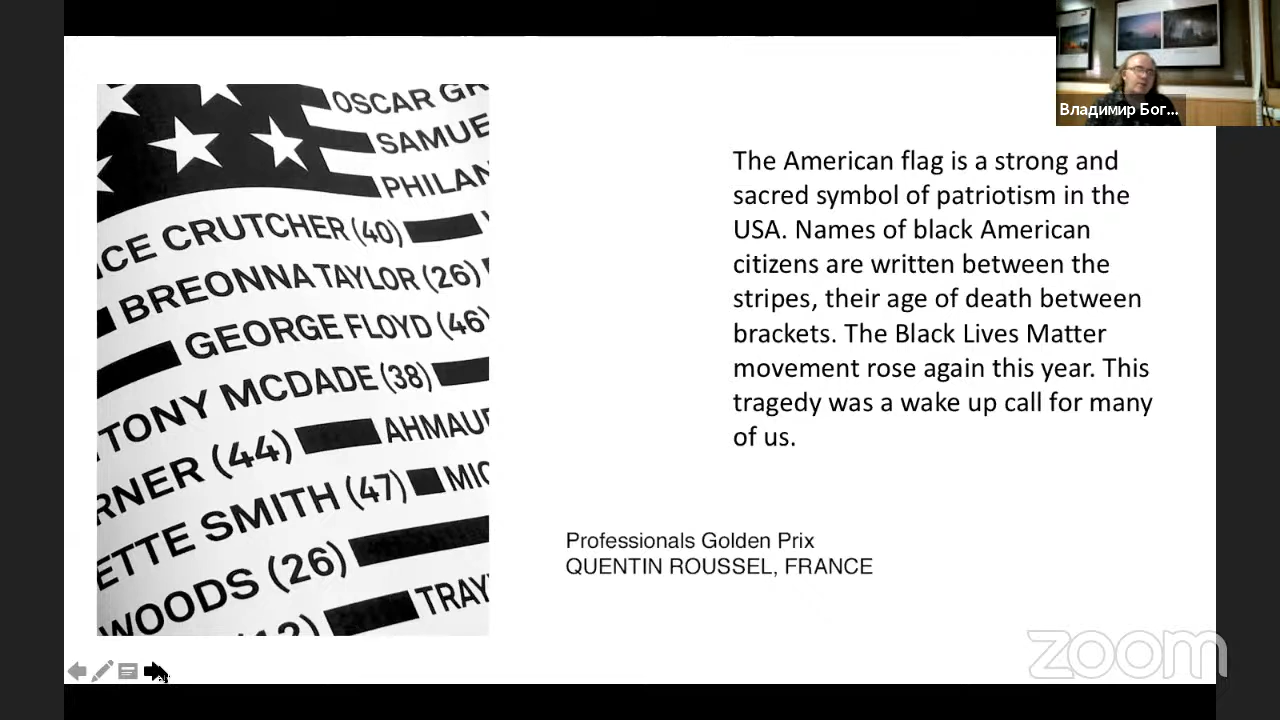 OSCAR GR
SAMUE
PHILAN
ICE CRUTCHER (40)
BREONNA TAYLOR (26)
GEORGE FLOYD (46)
TONY MCDADE (38)
RNER (44) AHMAU
ETTE SMITH (47) MIC
WOODS (26)
(12) TRAY
The American flag is a strong and
sacred symbol of patriotism in the
USA. Names of black American
citizens are written between the
stripes, their age of death between
brackets. The Black Lives Matter
movement rose again this year. This
tragedy was a wake up call for many
of us.
Professionals Golden Prix
QUENTIN ROUSSEL, FRANCE
Владимир Бог...
zoom